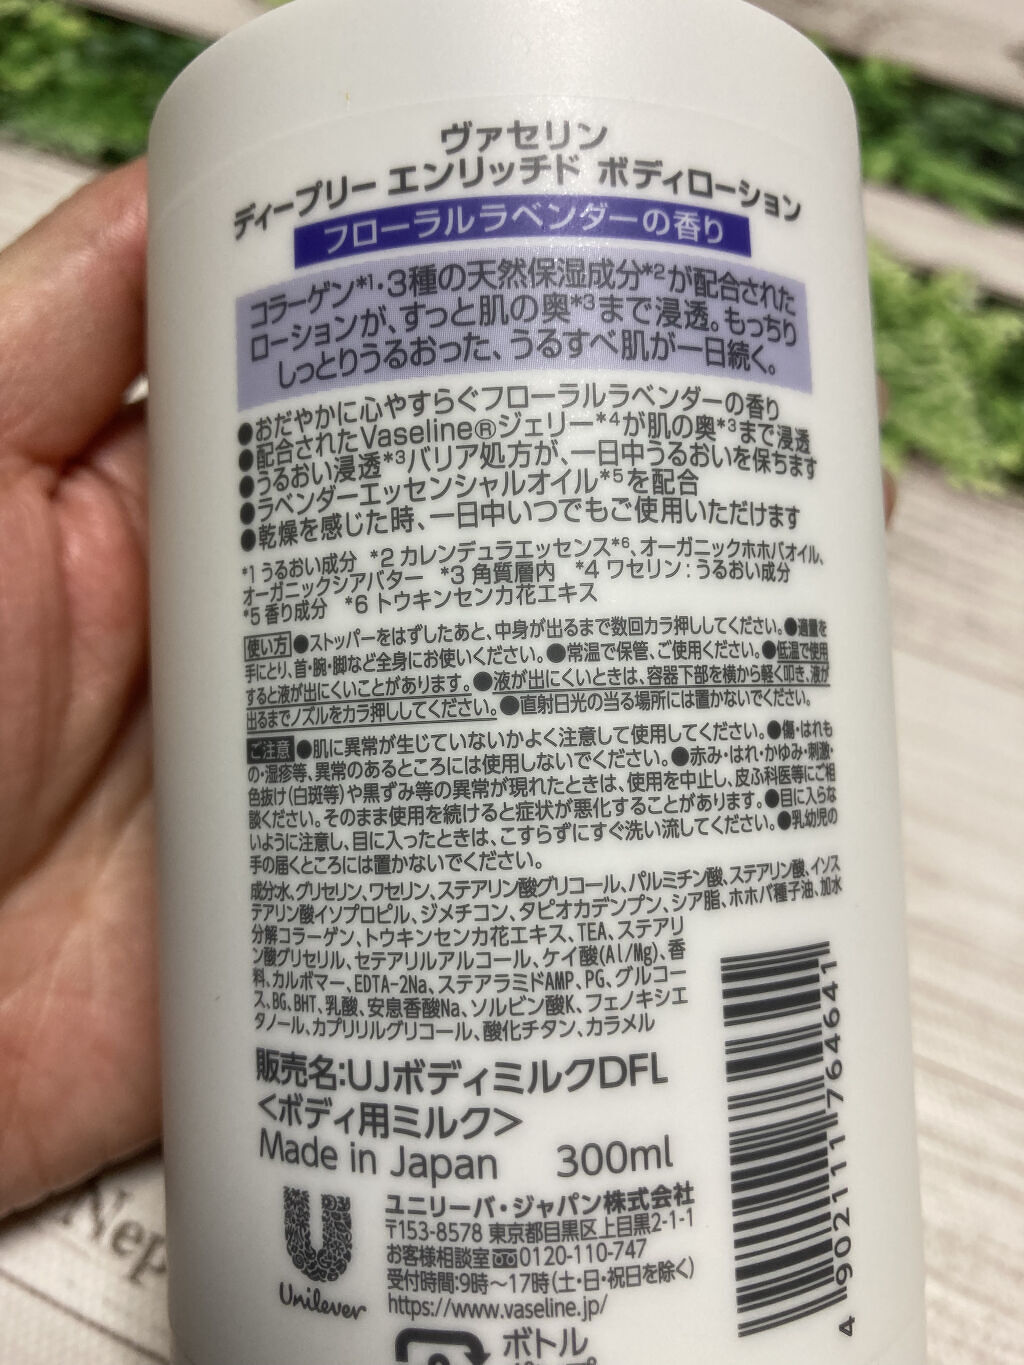 ヴァセリン
ディープリー エンリッチド ボディローション
フローラルラベンダーの香り
コラーゲン*1・3種の天然保湿成分*2が配合された
ローションが、すっと肌の奥*3まで浸透。もっちり
しっとりうるおった、うるすべ肌が一日続く。
●おだやかに心やすらぐフローラルラベンダーの香り
●配合されたVaseline®ジェリー*4が肌の奥*3まで浸透
●うるおい浸透*3バリア処方が、一日中うるおいを保ちます
●ラベンダーエッセンシャルオイル*5を配合
●乾燥を感じた時、一日中いつでもご使用いただけます
*1 うるおい成分 *2 カレンデュラエッセンス*6、オーガニックホホバオイル、
オーガニックシアバター *3 角質層内 *4 ワセリン：うるおい成分
*5 香り成分 *6 トウキンセンカ花エキス
使い方 ●ストッパーをはずしたあと、中身が出るまで数回カラ押ししてください。●適量を
手にとり、首・腕・脚など全身にお使いください。●常温で保管、ご使用ください。●低温で使用
すると液が出にくいことがあります。●液が出にくいときは、容器下部を横から軽く叩き、液が
出るまでノズルをカラ押ししてください。●直射日光の当る場所には置かないでください。
ご注意 ●肌に異常が生じていないかよく注意して使用してください。●傷・はれも
の・湿疹等、異常のあるところには使用しないでください。●赤み・はれ・かゆみ・刺激・
色抜け(白斑等)や黒ずみ等の異常が現れたときは、使用を中止し、皮ふ科医等にご相
談ください。そのまま使用を続けると症状が悪化することがあります。●目に入らな
いように注意し、目に入ったときは、こすらずにすぐ洗い流してください。●乳幼児の
手の届くところには置かないでください。
成分:水、グリセリン、ワセリン、ステアリン酸グリコール、パルミチン酸、ステアリン酸、イソス
テアリン酸イソプロピル、ジメチコン、タピオカデンプン、シア脂、ホホバ種子油、加水
分解コラーゲン、トウキンセンカ花エキス、TEA、ステアリ
ン酸グリセリル、セテアリルアルコール、ケイ酸(Al/Mg)、香
料、カルボマー、EDTA-2Na、ステアラミドAMP、PG、グルコー
ス、BG、BHT、乳酸、安息香酸Na、ソルビン酸K、フェノキシエ
タノール、カプリリルグリコール、酸化チタン、カラメル
販売名:UJボディミルクDFL
<ボディ用ミルク>
Made in Japan 300ml
ユニリーバ・ジャパン株式会社
〒153-8578 東京都目黒区上目黒2-1-1
お客様相談室 0120-110-747
受付時間:9時～17時(土・日・祝日を除く)
https://www.vaseline.jp/
Unilever
ボトル
4 902111 764641
Nep